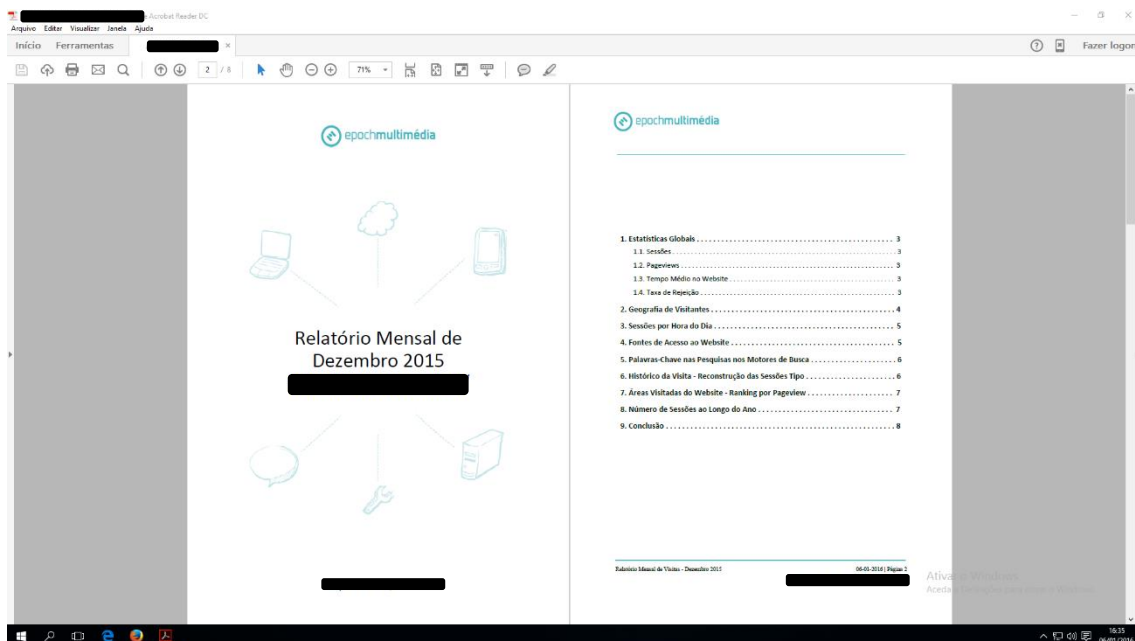 Acrobat Reader DC
Arquivo Editar Visualizar Janela Ajuda
Início Ferramentas
Fazer logon
2 / 8
71%
epochmultimédia
Relatório Mensal de
Dezembro 2015
epochmultimédia
1. Estatísticas Globais . . . . . . . . . . . . . . . . . . . . . . . . . . . . . . 3
1.1. Sessões . . . . . . . . . . . . . . . . . . . . . . . . . . . . . . 3
1.2. Pageviews . . . . . . . . . . . . . . . . . . . . . . . . . . . . . . 3
1.3. Tempo Médio no Website . . . . . . . . . . . . . . . . . . . . . . . . . . . . . . 3
1.4. Taxa de Rejeição . . . . . . . . . . . . . . . . . . . . . . . . . . . . . . 3
2. Geografia de Visitantes . . . . . . . . . . . . . . . . . . . . . . . . . . . . . . 4
3. Sessões por Hora do Dia . . . . . . . . . . . . . . . . . . . . . . . . . . . . . . 5
4. Fontes de Acesso ao Website . . . . . . . . . . . . . . . . . . . . . . . . . . . . . . 5
5. Palavras-Chave nas Pesquisas nos Motores de Busca . . . . . . . . . . . . . . . . . . . . 6
6. Histórico da Visita - Reconstrução das Sessões Tipo . . . . . . . . . . . . . . . . . . . . 6
7. Áreas Visitadas do Website - Ranking por Pageview . . . . . . . . . . . . . . . . . . . . 7
8. Número de Sessões ao Longo do Ano . . . . . . . . . . . . . . . . . . . . . . . . . . . . . . 7
9. Conclusão . . . . . . . . . . . . . . . . . . . . . . . . . . . . . . 8
Relatório Mensal de Visitas - Dezembro 2015 06-01-2016 | Página 2
Ativar o Windows
16:35
06/01/2016